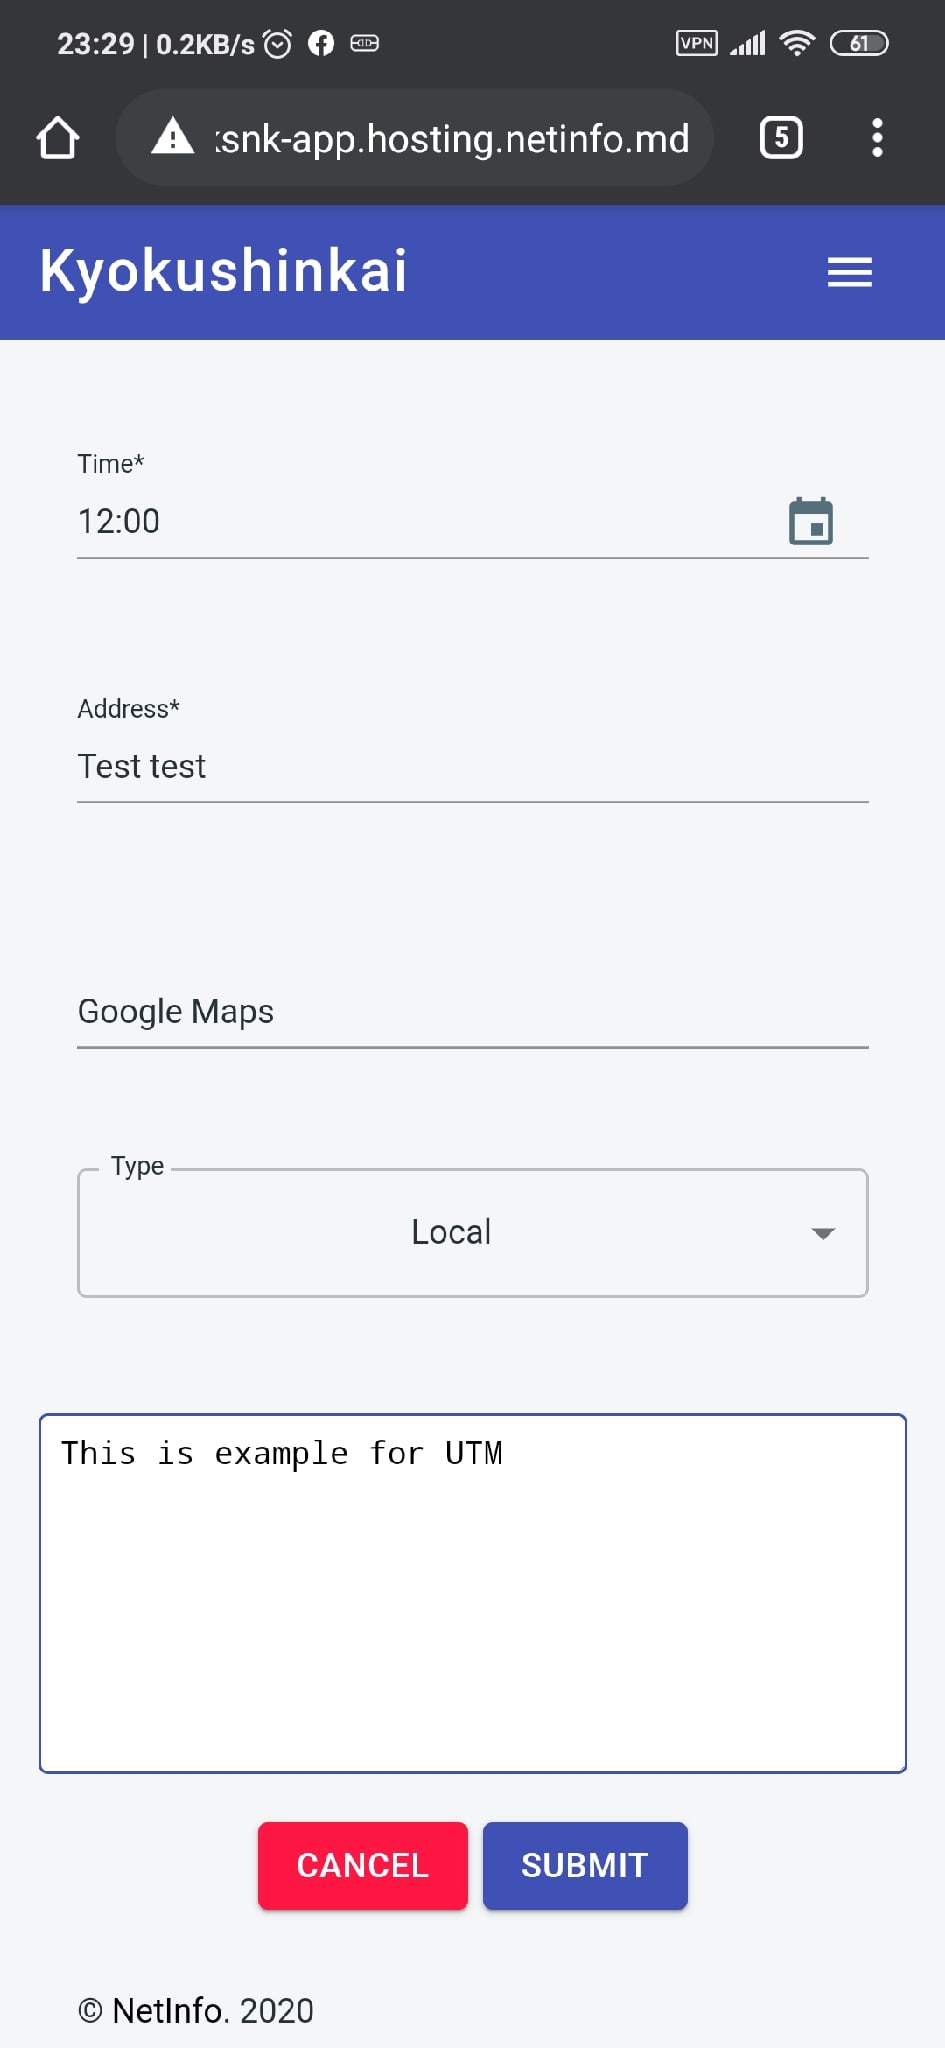 23:29 | 0.2KB/s VPN 61
ksnk-app.hosting.netinfo.md 5
Kyokushinkai
Time*
12:00
Address*
Test test
Google Maps
Type
Local
This is example for UTM
CANCEL SUBMIT
© NetInfo. 2020